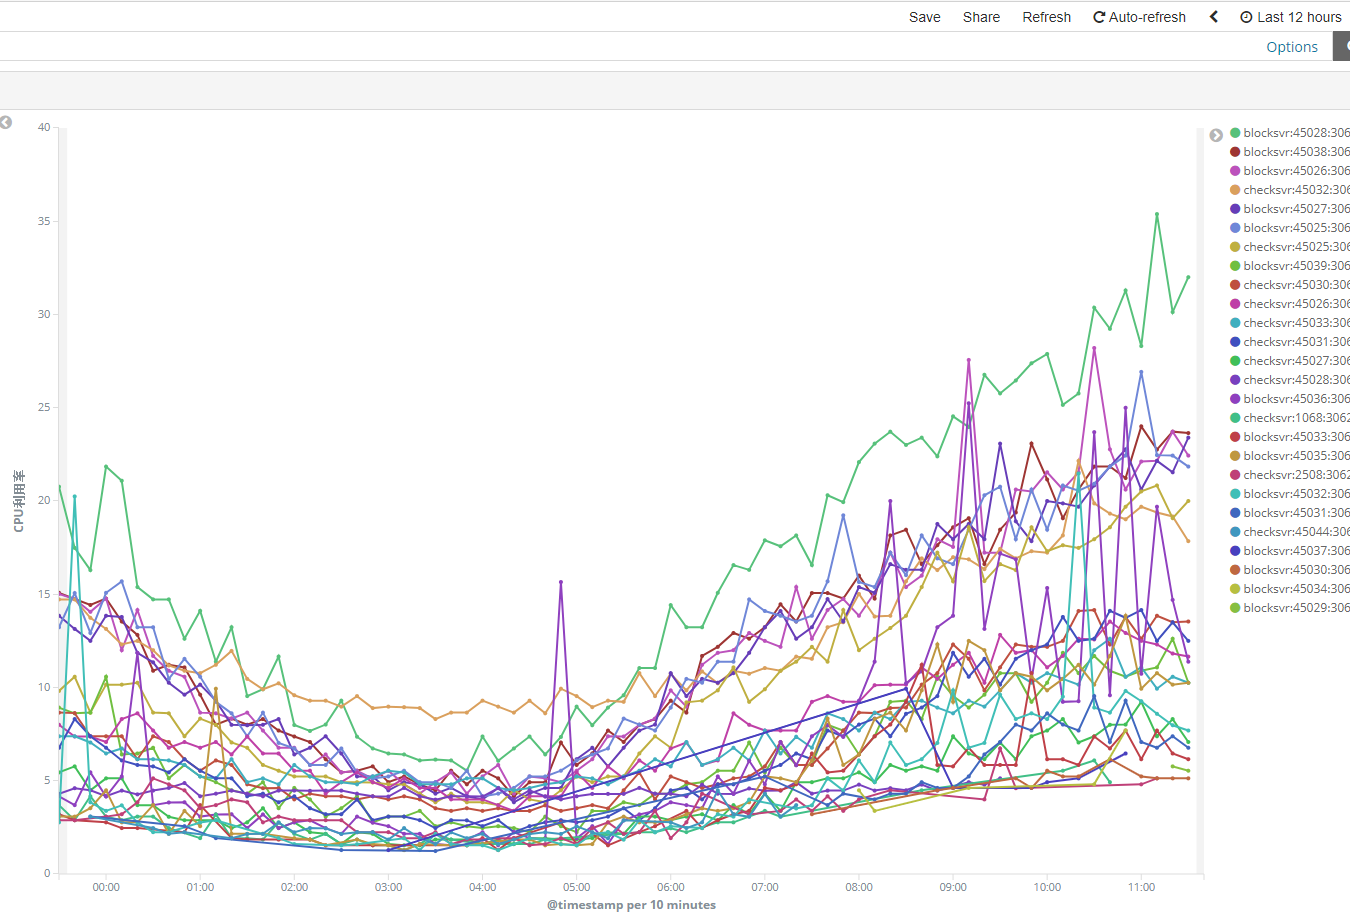 Save Share Refresh Auto-refresh Last 12 hours
Options
40
35
30
25
20
15
10
5
0
CPU利用率
00:00 01:00 02:00 03:00 04:00 05:00 06:00 07:00 08:00 09:00 10:00 11:00
@timestamp per 10 minutes
blocksvr:45028:306
blocksvr:45038:306
blocksvr:45026:306
checksvr:45032:306
blocksvr:45027:306
blocksvr:45025:306
checksvr:45025:306
blocksvr:45039:306
checksvr:45030:306
checksvr:45026:306
checksvr:45033:306
checksvr:45031:306
checksvr:45027:306
checksvr:45028:306
blocksvr:45036:306
checksvr:1068:3062
blocksvr:45033:306
blocksvr:45035:306
checksvr:2508:3062
blocksvr:45032:306
blocksvr:45031:306
checksvr:45044:306
blocksvr:45037:306
blocksvr:45030:306
blocksvr:45034:306
blocksvr:45029:306